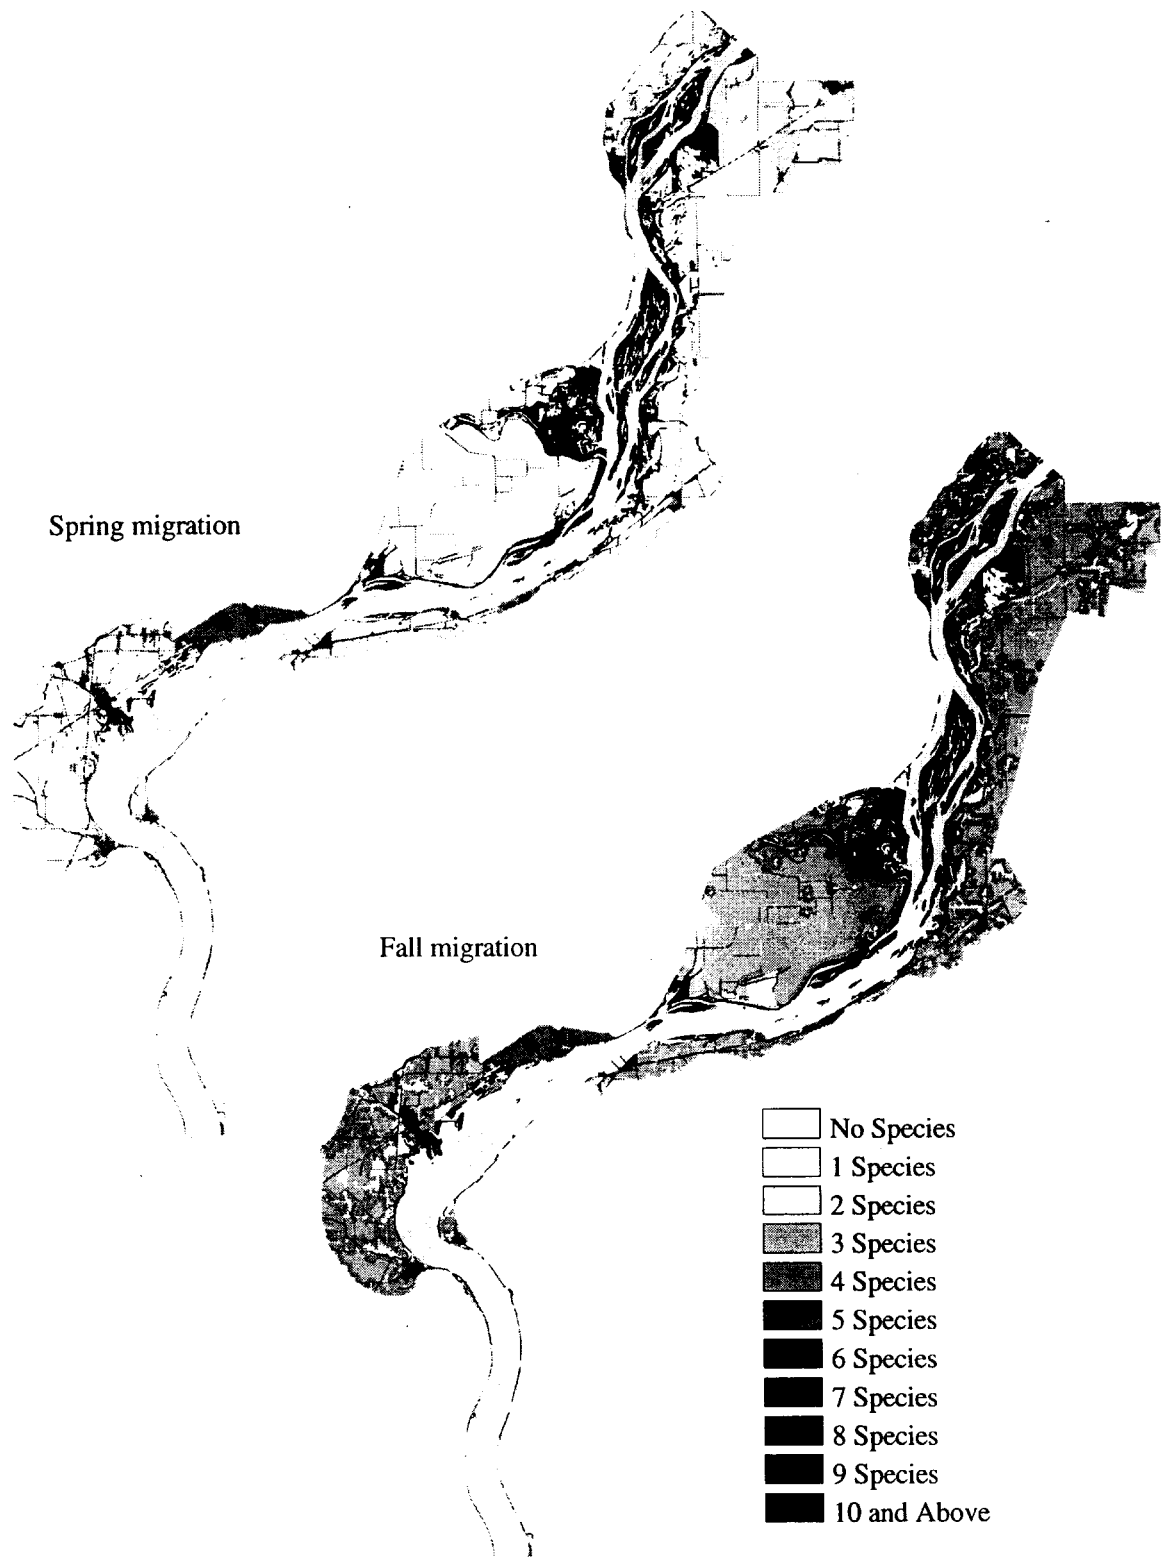 Spring migration
Fall migration
No Species
1 Species
2 Species
3 Species
4 Species
5 Species
6 Species
7 Species
8 Species
9 Species
10 and Above